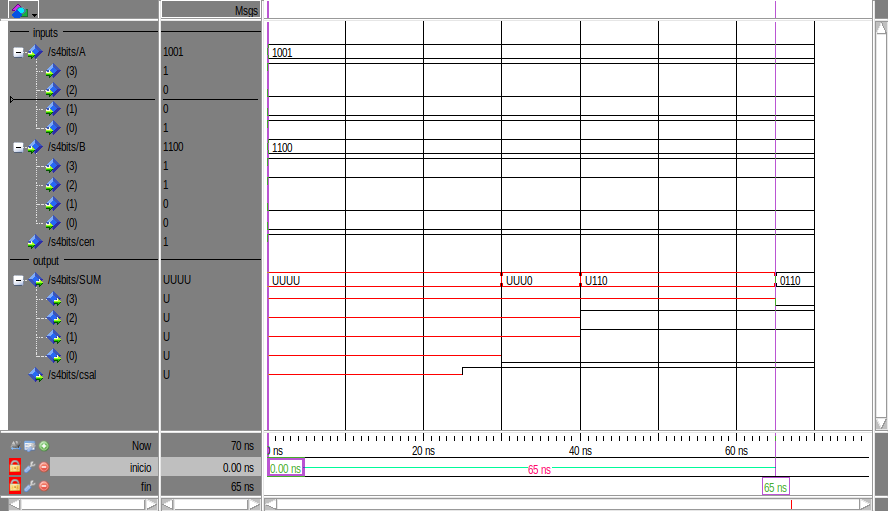 Msgs
inputs
/s4bits/A 1001 1001
(3) 1
(2) 0
(1) 0
(0) 1
/s4bits/B 1100 1100
(3) 1
(2) 1
(1) 0
(0) 0
/s4bits/cen 1
output
/s4bits/SUM UUUU UUUU UUU0 U110 0110
(3) U
(2) U
(1) U
(0) U
/s4bits/csal U
Now 70 ns ns 20 ns 40 ns 60 ns
inicio 0.00 ns 0.00 ns 65 ns
fin 65 ns 65 ns